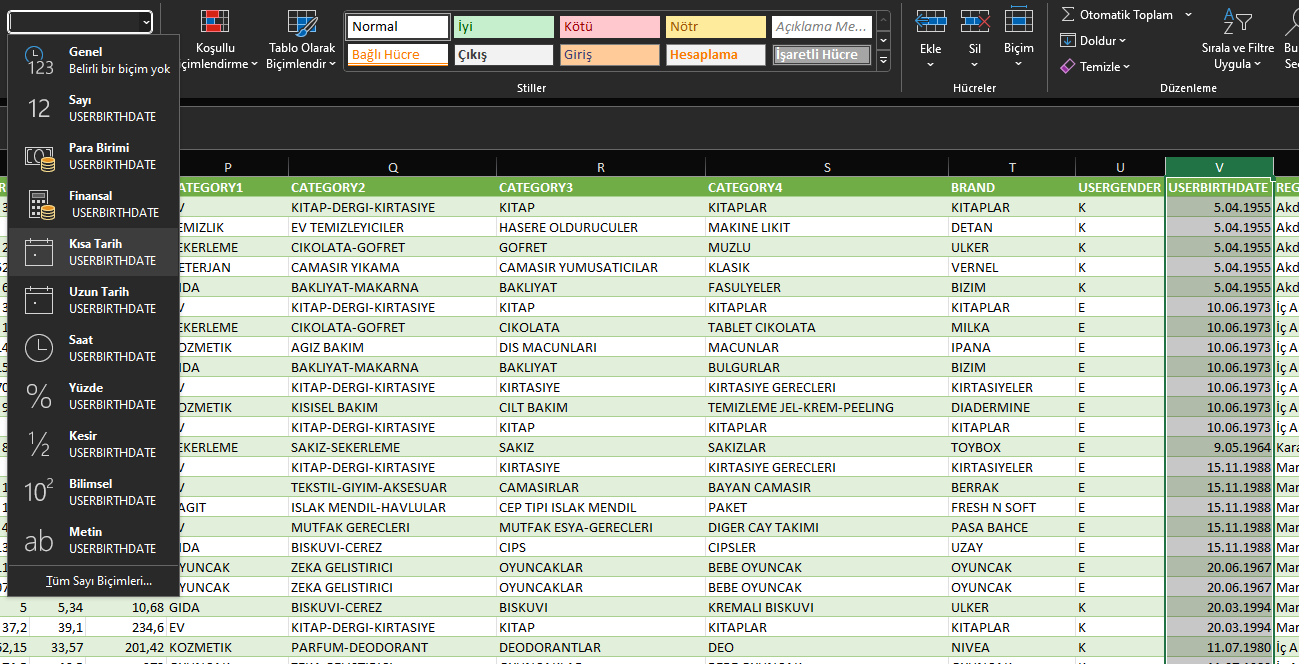 Koşullu
çimlendirme
Tablo Olarak
Biçimlendir
Normal
İyi
Kötü
Nötr
Açıklama Me...
Bağlı Hücre
Çıkış
Giriş
Hesaplama
İşaretli Hücre
Stiller
Ekle
Sil
Biçim
Hücreler
Otomatik Toplam
Doldur
Temizle
Sırala ve Filtre
Uygula
Bu
Seç
Düzenleme
Genel
Belirli bir biçim yok
Sayı
USERBIRTHDATE
Para Birimi
USERBIRTHDATE
Finansal
USERBIRTHDATE
Kısa Tarih
USERBIRTHDATE
Uzun Tarih
USERBIRTHDATE
Saat
USERBIRTHDATE
Yüzde
USERBIRTHDATE
Kesir
USERBIRTHDATE
Bilimsel
USERBIRTHDATE
Metin
USERBIRTHDATE
Tüm Sayı Biçimleri...
P Q R S T U V
ATEGORY1 CATEGORY2 CATEGORY3 CATEGORY4 BRAND USERGENDER USERBIRTHDATE REG
V KITAP-DERGI-KIRTASIYE KITAP KITAPLAR KITAPLAR K 5.04.1955 Akd
EMIZLIK EV TEMIZLEYICILER HASERE OLDURUCULER MAKINE LIKIT DETAN K 5.04.1955 Akd
EKERLEME CIKOLATA-GOFRET GOFRET MUZLU ULKER K 5.04.1955 Akd
ETERJAN CAMASIR YIKAMA CAMASIR YUMUSATICILAR KLASIK VERNEL K 5.04.1955 Akd
IDA BAKLIYAT-MAKARNA BAKLIYAT FASULYELER BIZIM K 5.04.1955 Akd
V KITAP-DERGI-KIRTASIYE KITAP KITAPLAR KITAPLAR E 10.06.1973 İç A
EKERLEME CIKOLATA-GOFRET CIKOLATA TABLET CIKOLATA MILKA E 10.06.1973 İç A
OZMETIK AGIZ BAKIM DIS MACUNLARI MACUNLAR IPANA E 10.06.1973 İç A
IDA BAKLIYAT-MAKARNA BAKLIYAT BULGURLAR BIZIM E 10.06.1973 İç A
V KITAP-DERGI-KIRTASIYE KIRTASIYE KIRTASIYE GERECLERI KIRTASIYELER E 10.06.1973 İç A
OZMETIK KISISEL BAKIM CILT BAKIM TEMIZLEME JEL-KREM-PEELING DIADERMINE E 10.06.1973 İç A
V KITAP-DERGI-KIRTASIYE KITAP KITAPLAR KITAPLAR E 10.06.1973 İç A
EKERLEME SAKIZ-SEKERLEME SAKIZ SAKIZLAR TOYBOX E 9.05.1964 Kara
V KITAP-DERGI-KIRTASIYE KIRTASIYE KIRTASIYE GERECLERI KIRTASIYELER E 15.11.1988 Mar
V TEKSTIL-GIYIM-AKSESUAR CAMASIRLAR BAYAN CAMASIR BERRAK E 15.11.1988 Mar
AGIT ISLAK MENDIL-HAVLULAR CEP TIPI ISLAK MENDIL PAKET FRESH N SOFT E 15.11.1988 Mar
V MUTFAK GERECLERI MUTFAK ESYA-GERECLERI DIGER CAY TAKIMI PASA BAHCE E 15.11.1988 Mar
IDA BISKUVI-CEREZ CIPS CIPSLER UZAY E 15.11.1988 Mar
YUNCAK ZEKA GELISTIRICI OYUNCAKLAR BEBE OYUNCAK OYUNCAK E 20.06.1967 Mar
YUNCAK ZEKA GELISTIRICI OYUNCAKLAR BEBE OYUNCAK OYUNCAK E 20.06.1967 Mar
5 5,34 10,68 GIDA BISKUVI-CEREZ BISKUVI KREMALI BISKUVI ULKER K 20.03.1994 Mar
37,2 39,1 234,6 EV KITAP-DERGI-KIRTASIYE KITAP KITAPLAR KITAPLAR K 20.03.1994 Mar
52,15 33,57 201,42 KOZMETIK PARFUM-DEODORANT DEODORANTLAR DEO NIVEA K 11.07.1980 İç A